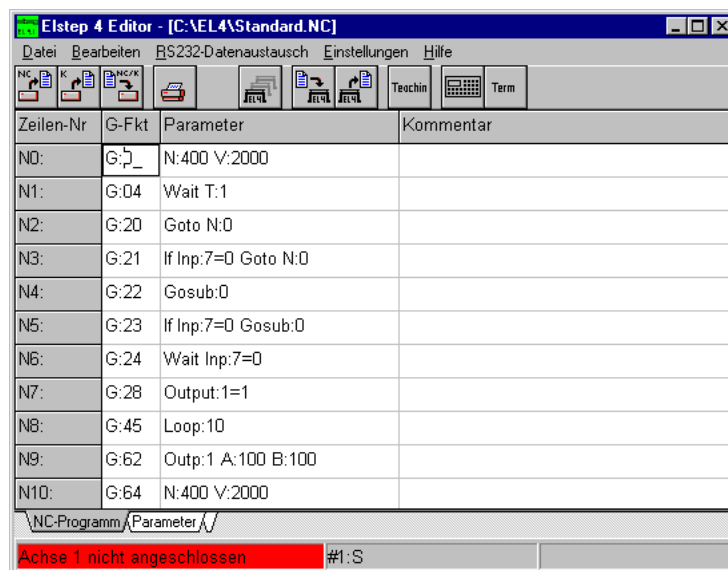 Elstep 4 Editor - [C:\EL4\Standard.NC]
Datei Bearbeiten RS232-Datenaustausch Einstellungen Hilfe
NC K NC/K EL4 EL4 EL4 Teachin Term
Zeilen-Nr G-Fkt Parameter Kommentar
N0: G: N:400 V:2000
N1: G:04 Wait T:1
N2: G:20 Goto N:0
N3: G:21 If Inp:7=0 Goto N:0
N4: G:22 Gosub:0
N5: G:23 If Inp:7=0 Gosub:0
N6: G:24 Wait Inp:7=0
N7: G:28 Output:1=1
N8: G:45 Loop:10
N9: G:62 Outp:1 A:100 B:100
N10: G:64 N:400 V:2000
NC-Programm Parameter
Achse 1 nicht angeschlossen #1:S